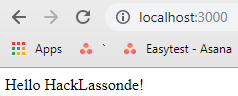 localhost:3000
Apps ` Easytest - Asana
Hello HackLassonde!